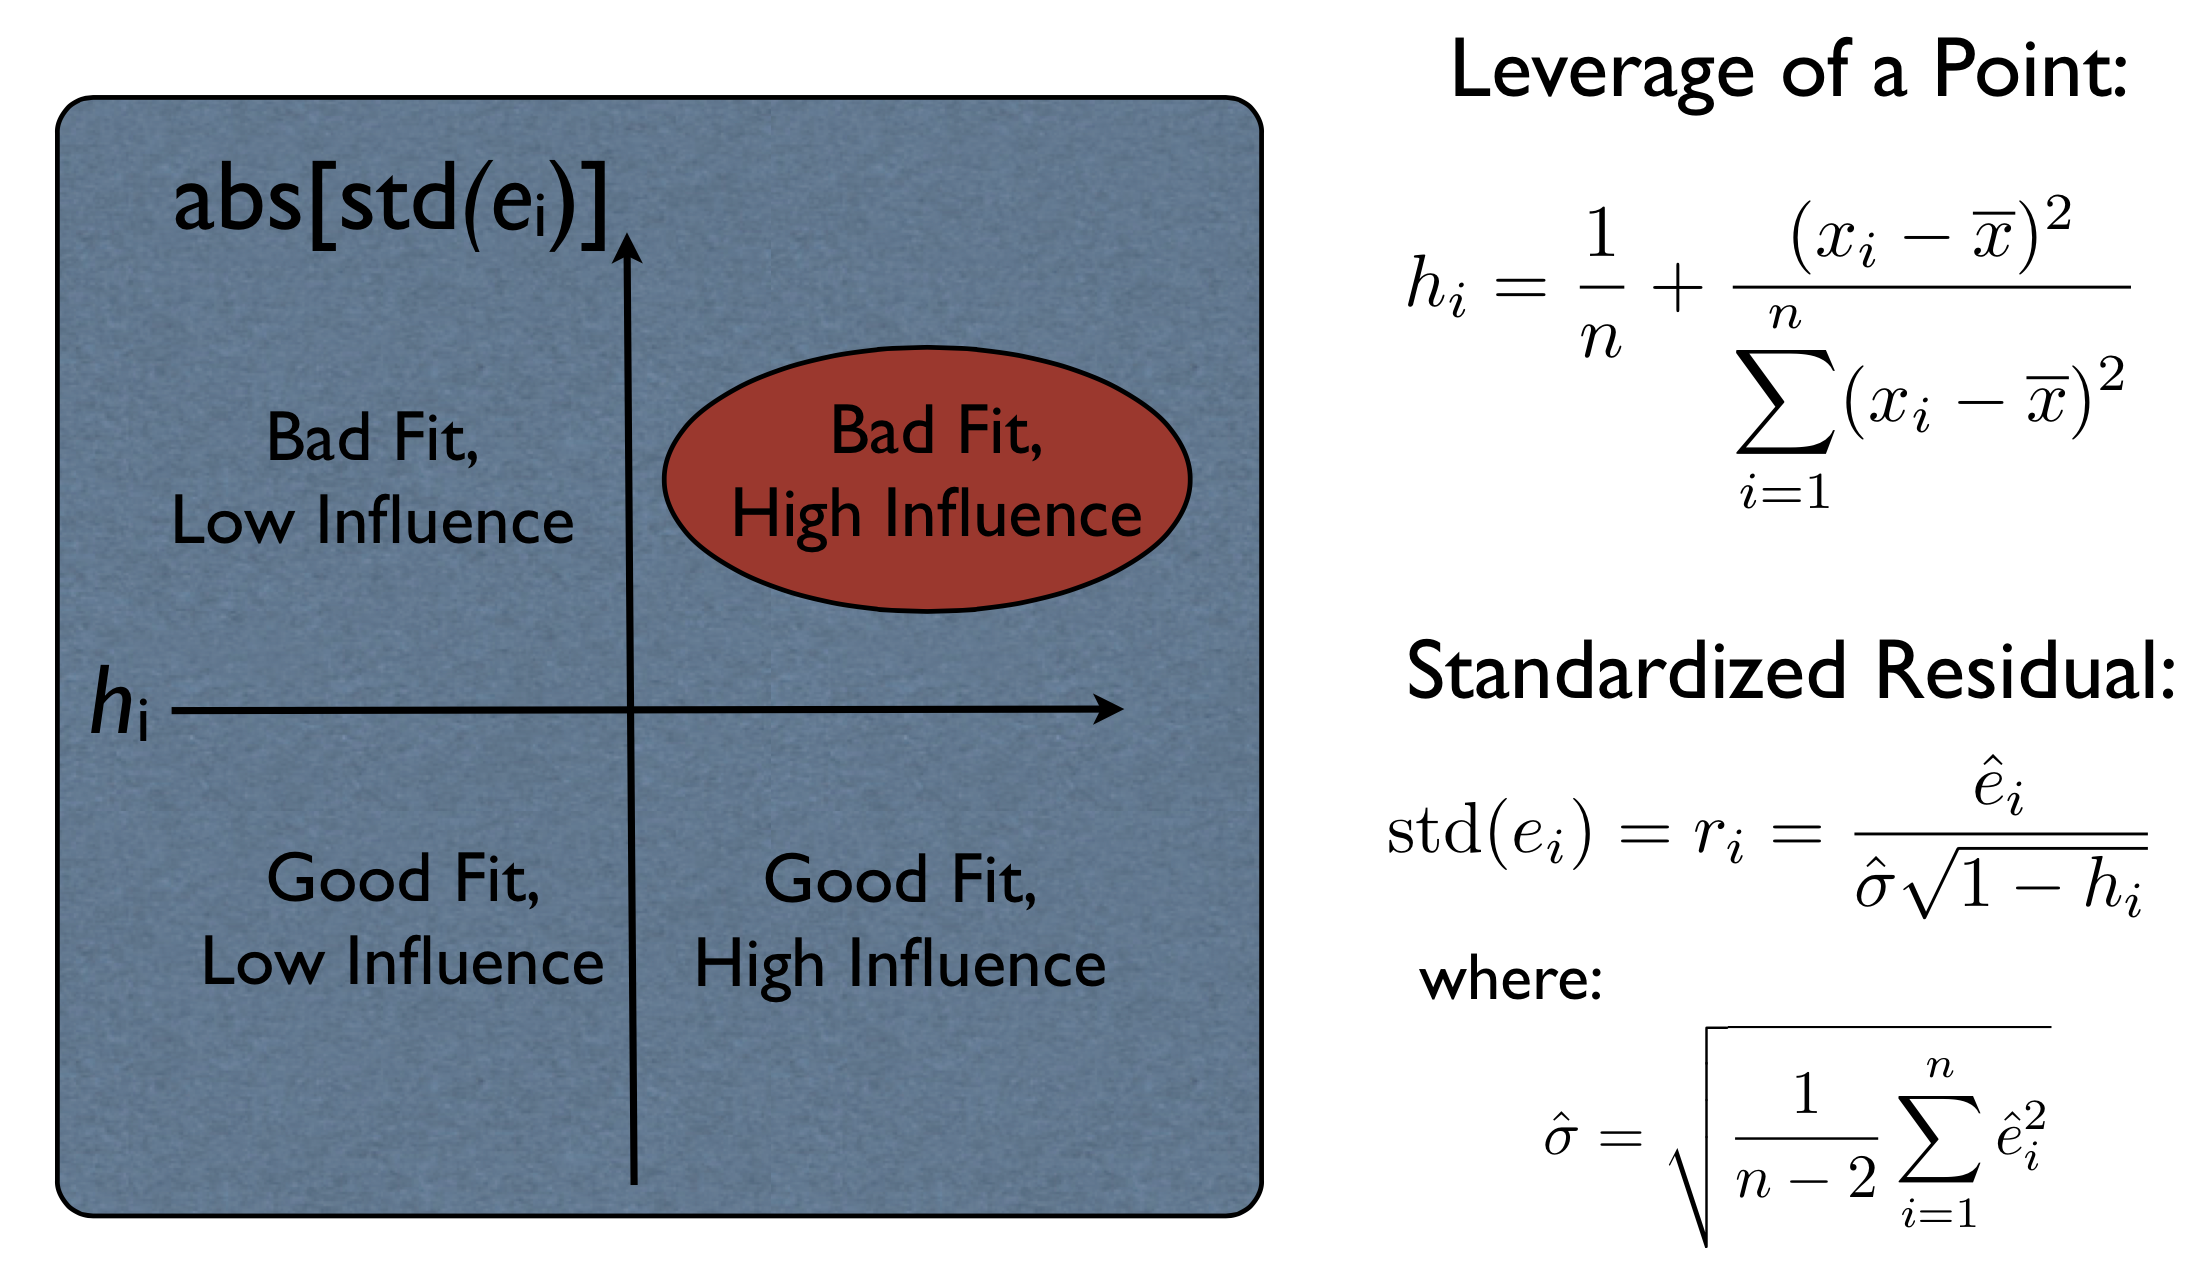 abs[std(eᵢ)]
Bad Fit,
Low Influence
Bad Fit,
High Influence
hᵢ
Good Fit,
Low Influence
Good Fit,
High Influence
Leverage of a Point:
h_i = \frac{1}{n} + \frac{(x_i - \overline{x})^2}{\sum_{i=1}^{n}(x_i - \overline{x})^2}
Standardized Residual:
std(e_i) = r_i = \frac{\hat{e}_i}{\hat{\sigma}\sqrt{1 - h_i}}
where:
\hat{\sigma} = \sqrt{\frac{1}{n - 2}\sum_{i=1}^{n}\hat{e}_i^2}